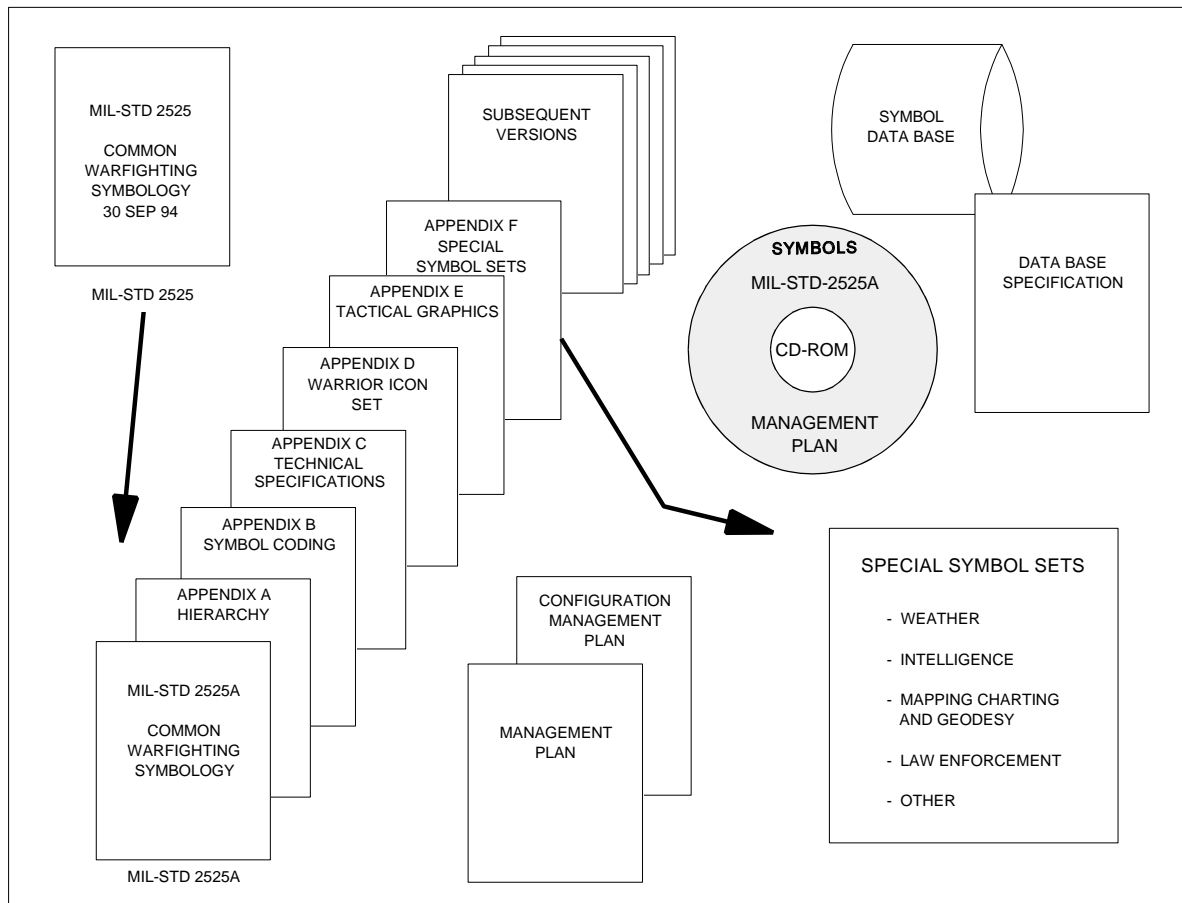 MIL-STD 2525
COMMON
WARFIGHTING
SYMBOLOGY
30 SEP 94
MIL-STD 2525
SUBSEQUENT
VERSIONS
APPENDIX F
SPECIAL
SYMBOL SETS
APPENDIX E
TACTICAL GRAPHICS
APPENDIX D
WARRIOR ICON
SET
APPENDIX C
TECHNICAL
SPECIFICATIONS
APPENDIX B
SYMBOL CODING
APPENDIX A
HIERARCHY
MIL-STD 2525A
COMMON
WARFIGHTING
SYMBOLOGY
MIL-STD 2525A
SYMBOL
DATA BASE
DATA BASE
SPECIFICATION
SYMBOLS
MIL-STD-2525A
CD-ROM
MANAGEMENT
PLAN
CONFIGURATION
MANAGEMENT
PLAN
MANAGEMENT
PLAN
SPECIAL SYMBOL SETS
- WEATHER
- INTELLIGENCE
- MAPPING CHARTING
AND GEODESY
- LAW ENFORCEMENT
- OTHER